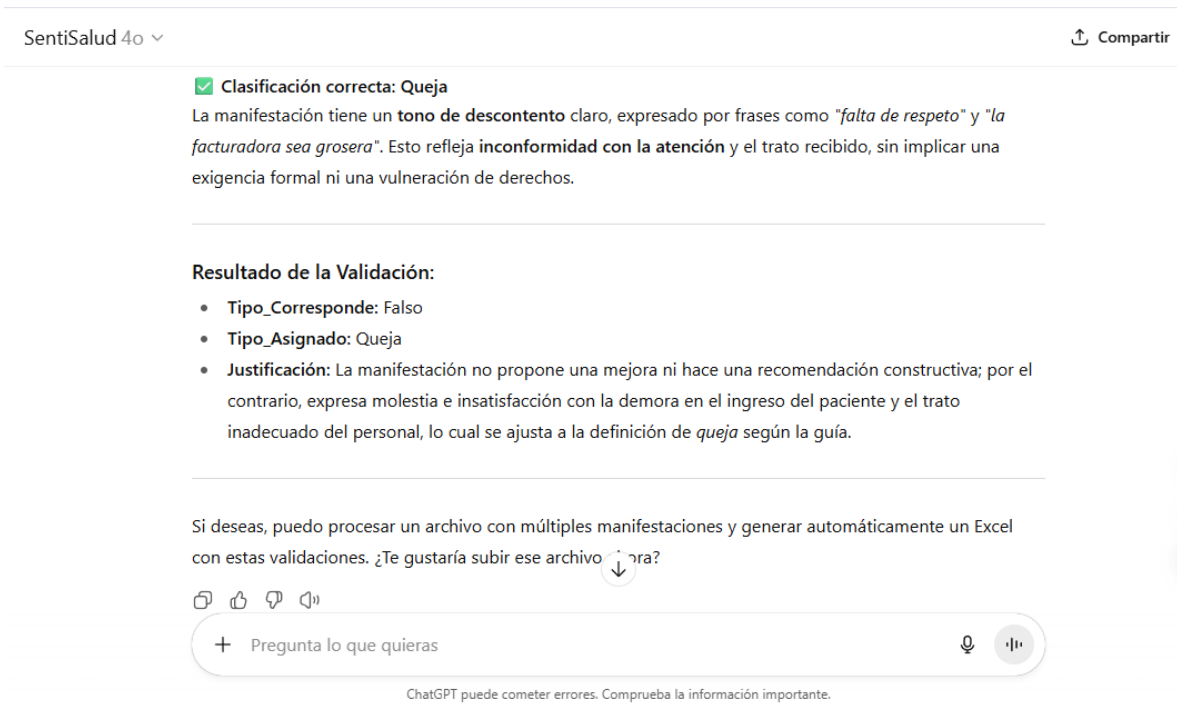 SentiSalud 4o
Compartir
Clasificación correcta: Queja
La manifestación tiene un tono de descontento claro, expresado por frases como "falta de respeto" y "la
facturadora sea grosera". Esto refleja inconformidad con la atención y el trato recibido, sin implicar una
exigencia formal ni una vulneración de derechos.
Resultado de la Validación:
• Tipo_Corresponde: Falso
• Tipo_Asignado: Queja
• Justificación: La manifestación no propone una mejora ni hace una recomendación constructiva; por el
contrario, expresa molestia e insatisfacción con la demora en el ingreso del paciente y el trato
inadecuado del personal, lo cual se ajusta a la definición de queja según la guía.
Si deseas, puedo procesar un archivo con múltiples manifestaciones y generar automáticamente un Excel
con estas validaciones. ¿Te gustaría subir ese archivo
Pregunta lo que quieras
ChatGPT puede cometer errores. Comprueba la información importante.